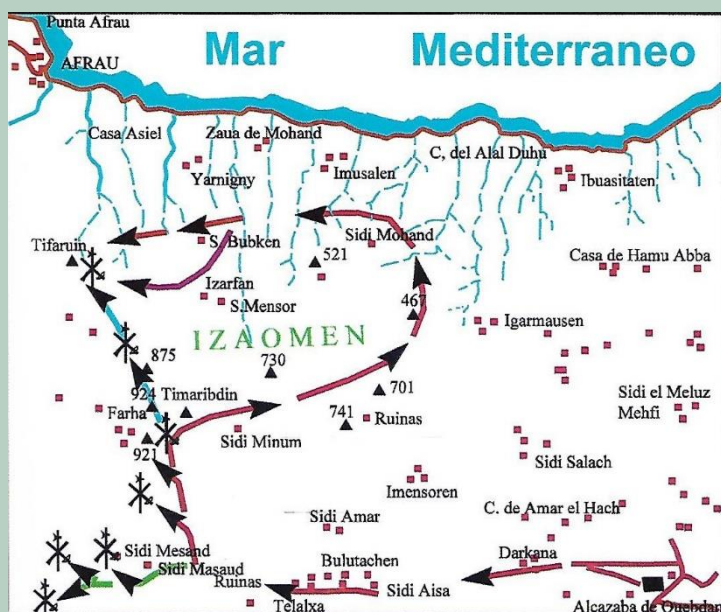 Punta Afrau
Mar Mediterraneo
AFRAU
Casa Asiel
Zaua de Mohand
C, del Alal Duhu
Yarnigny
Imusalen
Ibuasitaten
Tifaruin
S. Bubken
Sidi Mohand
521
Casa de Hamu Abba
Izarfan
S.Mensor
467
IZAOMEN
Igarmausen
875
730
924
Timaribdin
701
Sidi el Meluz
Mehfi
Farha
741
Ruinas
921
Sidi Minum
Sidi Salach
Imensoren
Sidi Amar
C. de Amar el Hach
Sidi Mesand
Darkana
Sidi Masaud
Bulutachen
Ruinas
Sidi Aisa
Telalxa
Alcazaba de Quebdani